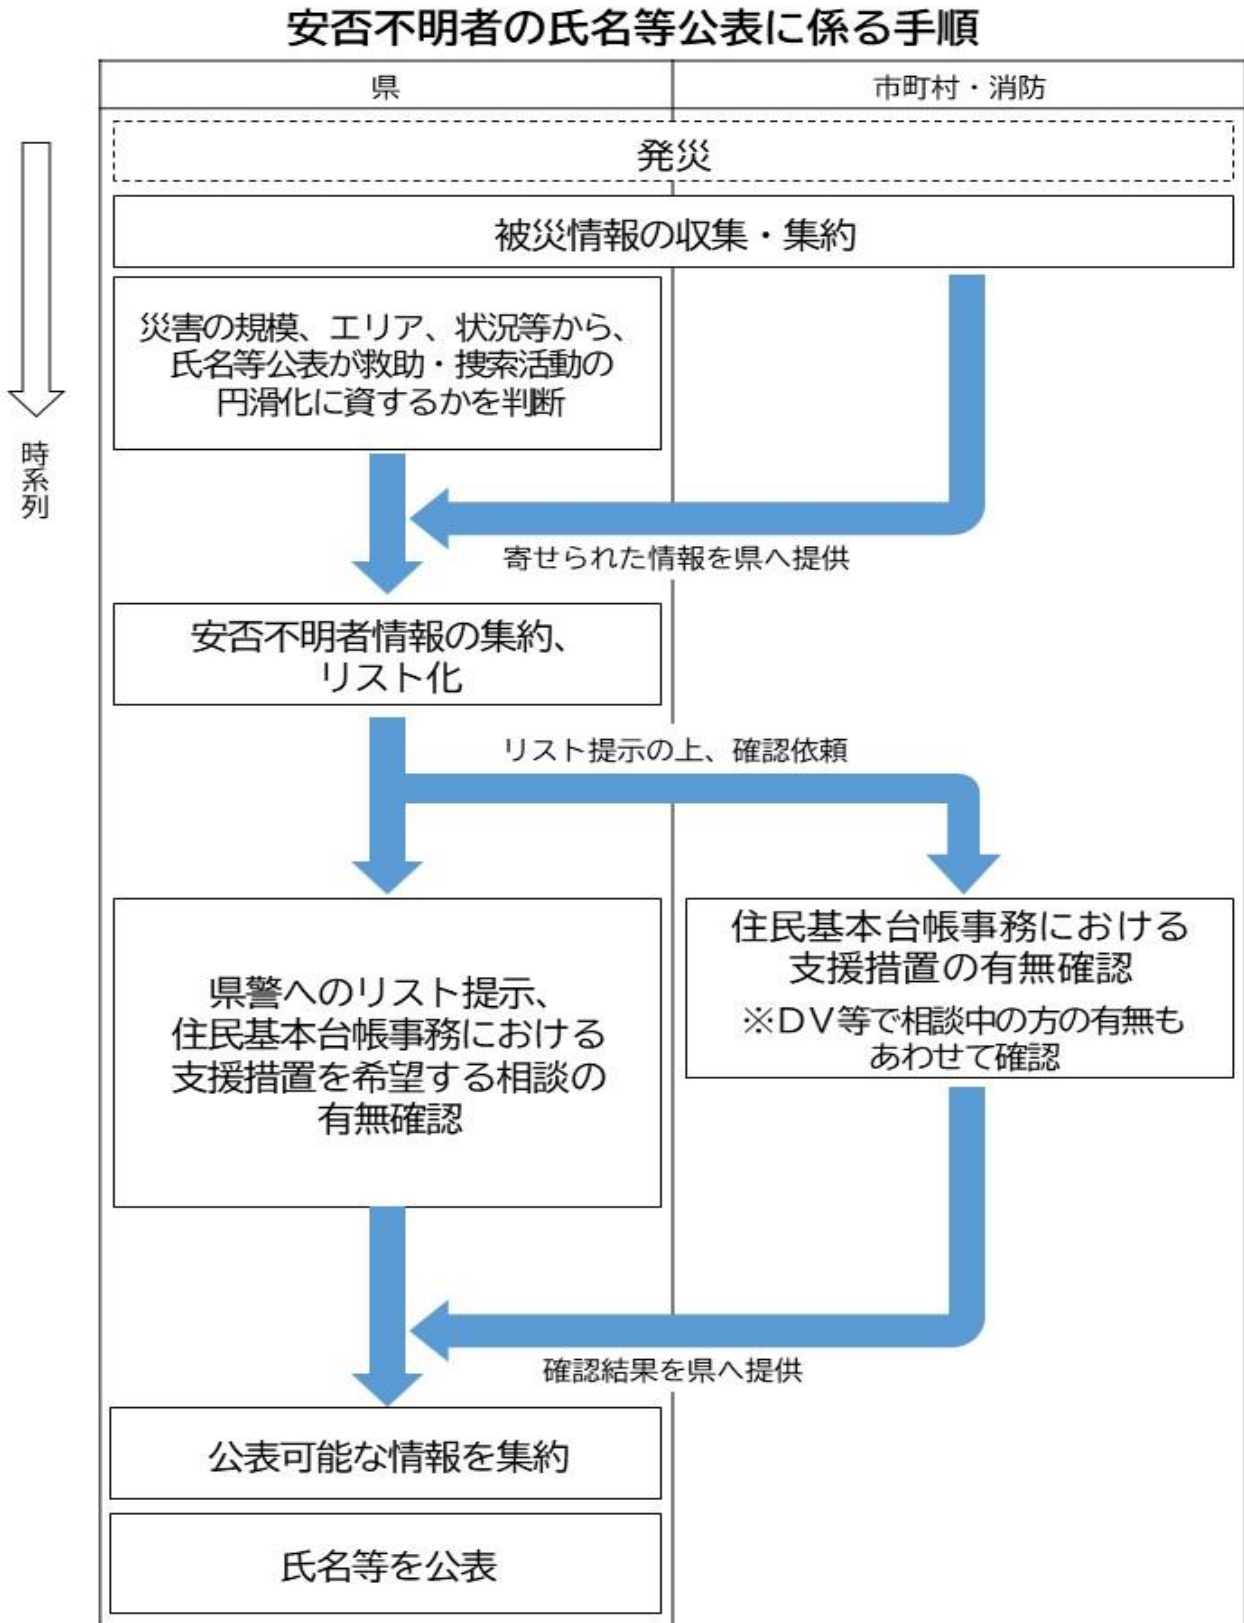 安否不明者の氏名等公表に係る手順
県
市町村・消防
発災
被災情報の収集・集約
災害の規模、エリア、状況等から、
氏名等公表が救助・捜索活動の
円滑化に資するかを判断
時系列
寄せられた情報を県へ提供
安否不明者情報の集約、
リスト化
リスト提示の上、確認依頼
県警へのリスト提示、
住民基本台帳事務における
支援措置を希望する相談の
有無確認
住民基本台帳事務における
支援措置の有無確認
※ＤＶ等で相談中の方の有無も
あわせて確認
確認結果を県へ提供
公表可能な情報を集約
氏名等を公表